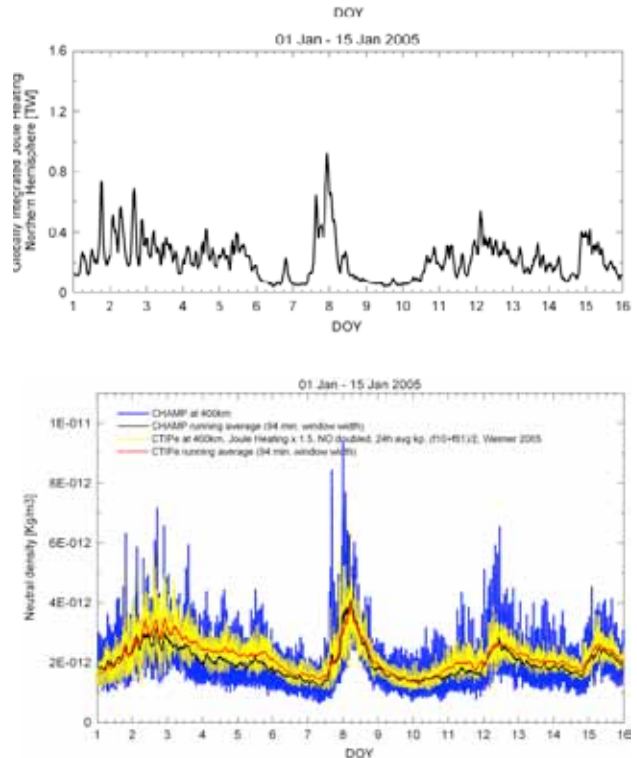 DOY
01 Jan - 15 Jan 2005
Globally Integrated Joule Heating
Northern Hemisphere [TW]
1.6
1.2
0.8
0.4
0
1 2 3 4 5 6 7 8 9 10 11 12 13 14 15 16
DOY
01 Jan - 15 Jan 2005
CHAMP at 400km
CHAMP running average (94 min. window width)
CTIPe at 400km, Joule Heating x 1.5, NO doubled, 24h avg kp, (f10+f81)/2, Weimer 2005
CTIPe running average (94 min. window width)
Neutral density [Kg/m3]
1E-011
8E-012
6E-012
4E-012
2E-012
0
1 2 3 4 5 6 7 8 9 10 11 12 13 14 15 16
DOY